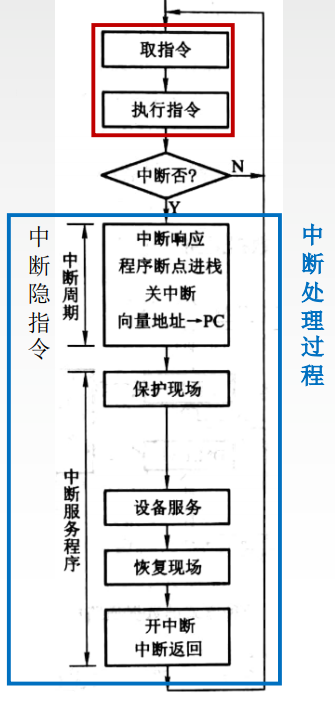 取指令
执行指令
中断否?
N
Y
中断隐指令
中断周期
中断响应
程序断点进栈
关中断
向量地址→PC
中断处理过程
中断服务程序
保护现场
设备服务
恢复现场
开中断
中断返回